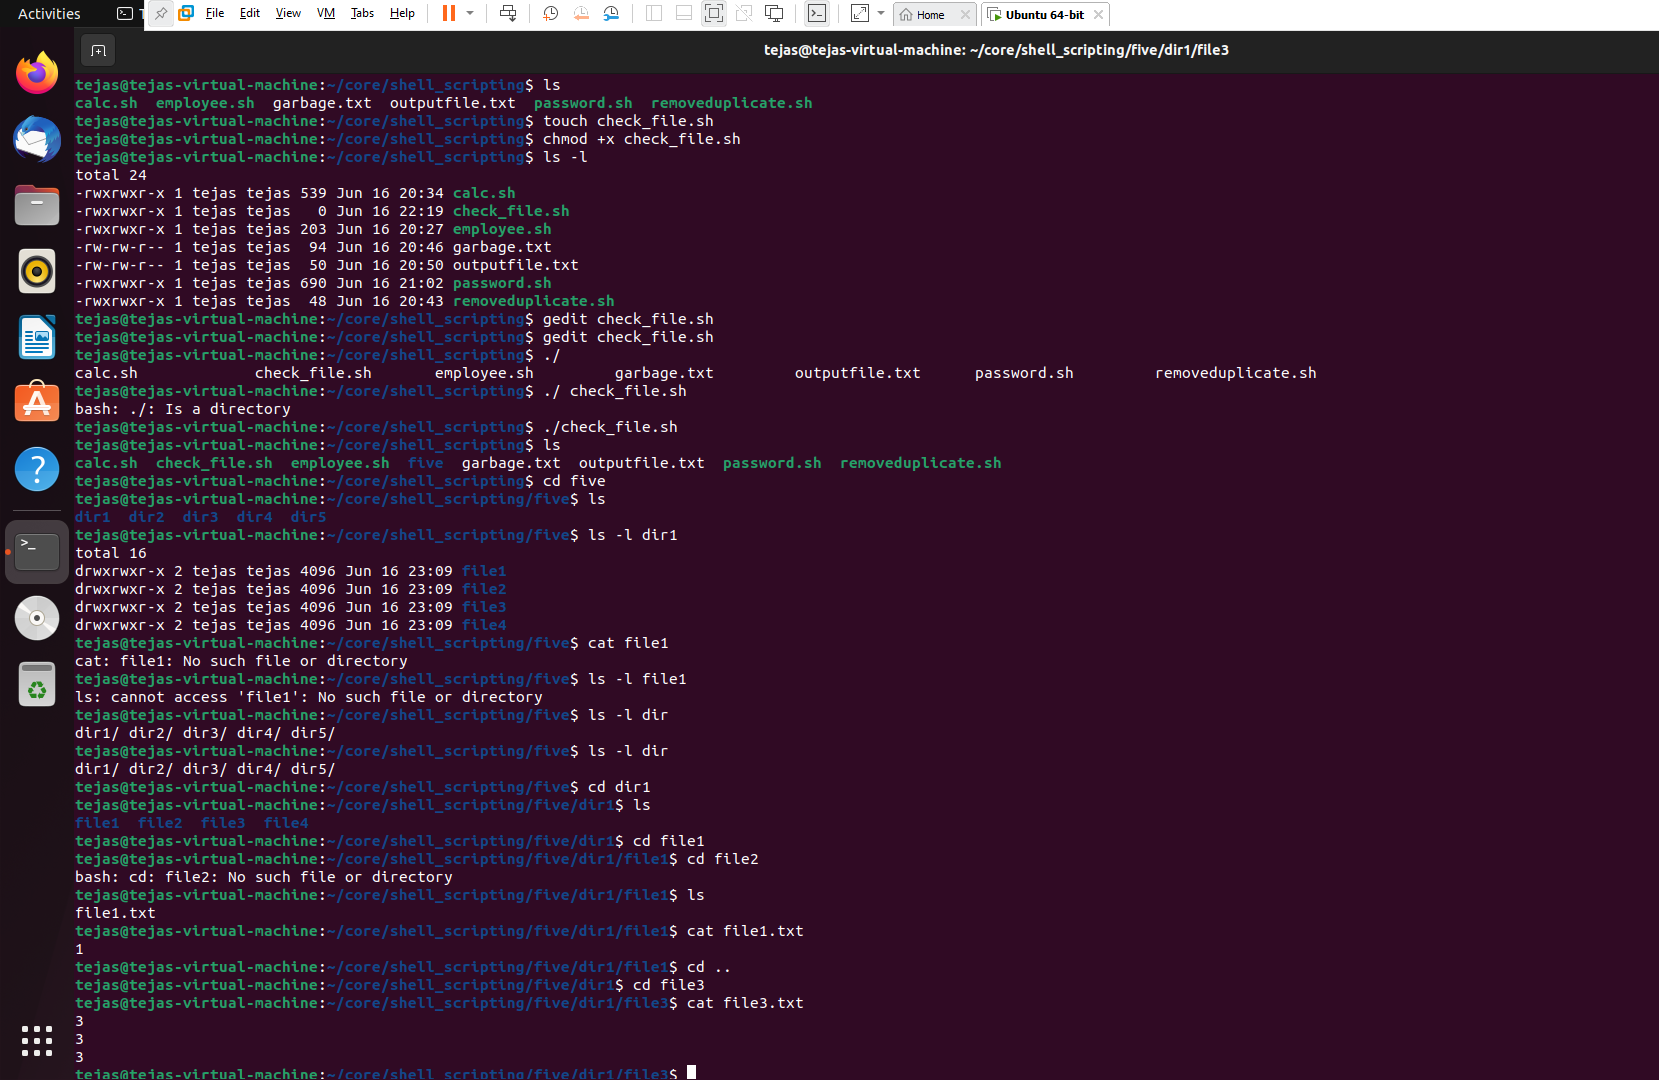 Activities
T
File Edit View VM Tabs Help
Home
Ubuntu 64-bit
tejas@tejas-virtual-machine: ~/core/shell_scripting/five/dir1/file3
tejas@tejas-virtual-machine:~/core/shell_scripting$ ls
calc.sh  employee.sh  garbage.txt  outputfile.txt  password.sh  removeduplicate.sh
tejas@tejas-virtual-machine:~/core/shell_scripting$ touch check_file.sh
tejas@tejas-virtual-machine:~/core/shell_scripting$ chmod +x check_file.sh
tejas@tejas-virtual-machine:~/core/shell_scripting$ ls -l
total 24
-rwxrwxr-x 1 tejas tejas 539 Jun 16 20:34 calc.sh
-rwxrwxr-x 1 tejas tejas   0 Jun 16 22:19 check_file.sh
-rwxrwxr-x 1 tejas tejas 203 Jun 16 20:27 employee.sh
-rw-rw-r-- 1 tejas tejas  94 Jun 16 20:46 garbage.txt
-rw-rw-r-- 1 tejas tejas  50 Jun 16 20:50 outputfile.txt
-rwxrwxr-x 1 tejas tejas 690 Jun 16 21:02 password.sh
-rwxrwxr-x 1 tejas tejas  48 Jun 16 20:43 removeduplicate.sh
tejas@tejas-virtual-machine:~/core/shell_scripting$ gedit check_file.sh
tejas@tejas-virtual-machine:~/core/shell_scripting$ gedit check_file.sh
tejas@tejas-virtual-machine:~/core/shell_scripting$ ./
calc.sh             check_file.sh       employee.sh         garbage.txt         outputfile.txt      password.sh         removeduplicate.sh
tejas@tejas-virtual-machine:~/core/shell_scripting$ ./ check_file.sh
bash: ./: Is a directory
tejas@tejas-virtual-machine:~/core/shell_scripting$ ./check_file.sh
tejas@tejas-virtual-machine:~/core/shell_scripting$ ls
calc.sh  check_file.sh  employee.sh  five  garbage.txt  outputfile.txt  password.sh  removeduplicate.sh
tejas@tejas-virtual-machine:~/core/shell_scripting$ cd five
tejas@tejas-virtual-machine:~/core/shell_scripting/five$ ls
dir1  dir2  dir3  dir4  dir5
tejas@tejas-virtual-machine:~/core/shell_scripting/five$ ls -l dir1
total 16
drwxrwxr-x 2 tejas tejas 4096 Jun 16 23:09 file1
drwxrwxr-x 2 tejas tejas 4096 Jun 16 23:09 file2
drwxrwxr-x 2 tejas tejas 4096 Jun 16 23:09 file3
drwxrwxr-x 2 tejas tejas 4096 Jun 16 23:09 file4
tejas@tejas-virtual-machine:~/core/shell_scripting/five$ cat file1
cat: file1: No such file or directory
tejas@tejas-virtual-machine:~/core/shell_scripting/five$ ls -l file1
ls: cannot access 'file1': No such file or directory
tejas@tejas-virtual-machine:~/core/shell_scripting/five$ ls -l dir
dir1/ dir2/ dir3/ dir4/ dir5/
tejas@tejas-virtual-machine:~/core/shell_scripting/five$ ls -l dir
dir1/ dir2/ dir3/ dir4/ dir5/
tejas@tejas-virtual-machine:~/core/shell_scripting/five$ cd dir1
tejas@tejas-virtual-machine:~/core/shell_scripting/five/dir1$ ls
file1  file2  file3  file4
tejas@tejas-virtual-machine:~/core/shell_scripting/five/dir1$ cd file1
tejas@tejas-virtual-machine:~/core/shell_scripting/five/dir1/file1$ cd file2
bash: cd: file2: No such file or directory
tejas@tejas-virtual-machine:~/core/shell_scripting/five/dir1/file1$ ls
file1.txt
tejas@tejas-virtual-machine:~/core/shell_scripting/five/dir1/file1$ cat file1.txt
1
tejas@tejas-virtual-machine:~/core/shell_scripting/five/dir1/file1$ cd ..
tejas@tejas-virtual-machine:~/core/shell_scripting/five/dir1$ cd file3
tejas@tejas-virtual-machine:~/core/shell_scripting/five/dir1/file3$ cat file3.txt
3
3
3
tejas@tejas-virtual-machine:~/core/shell_scripting/five/dir1/file3$